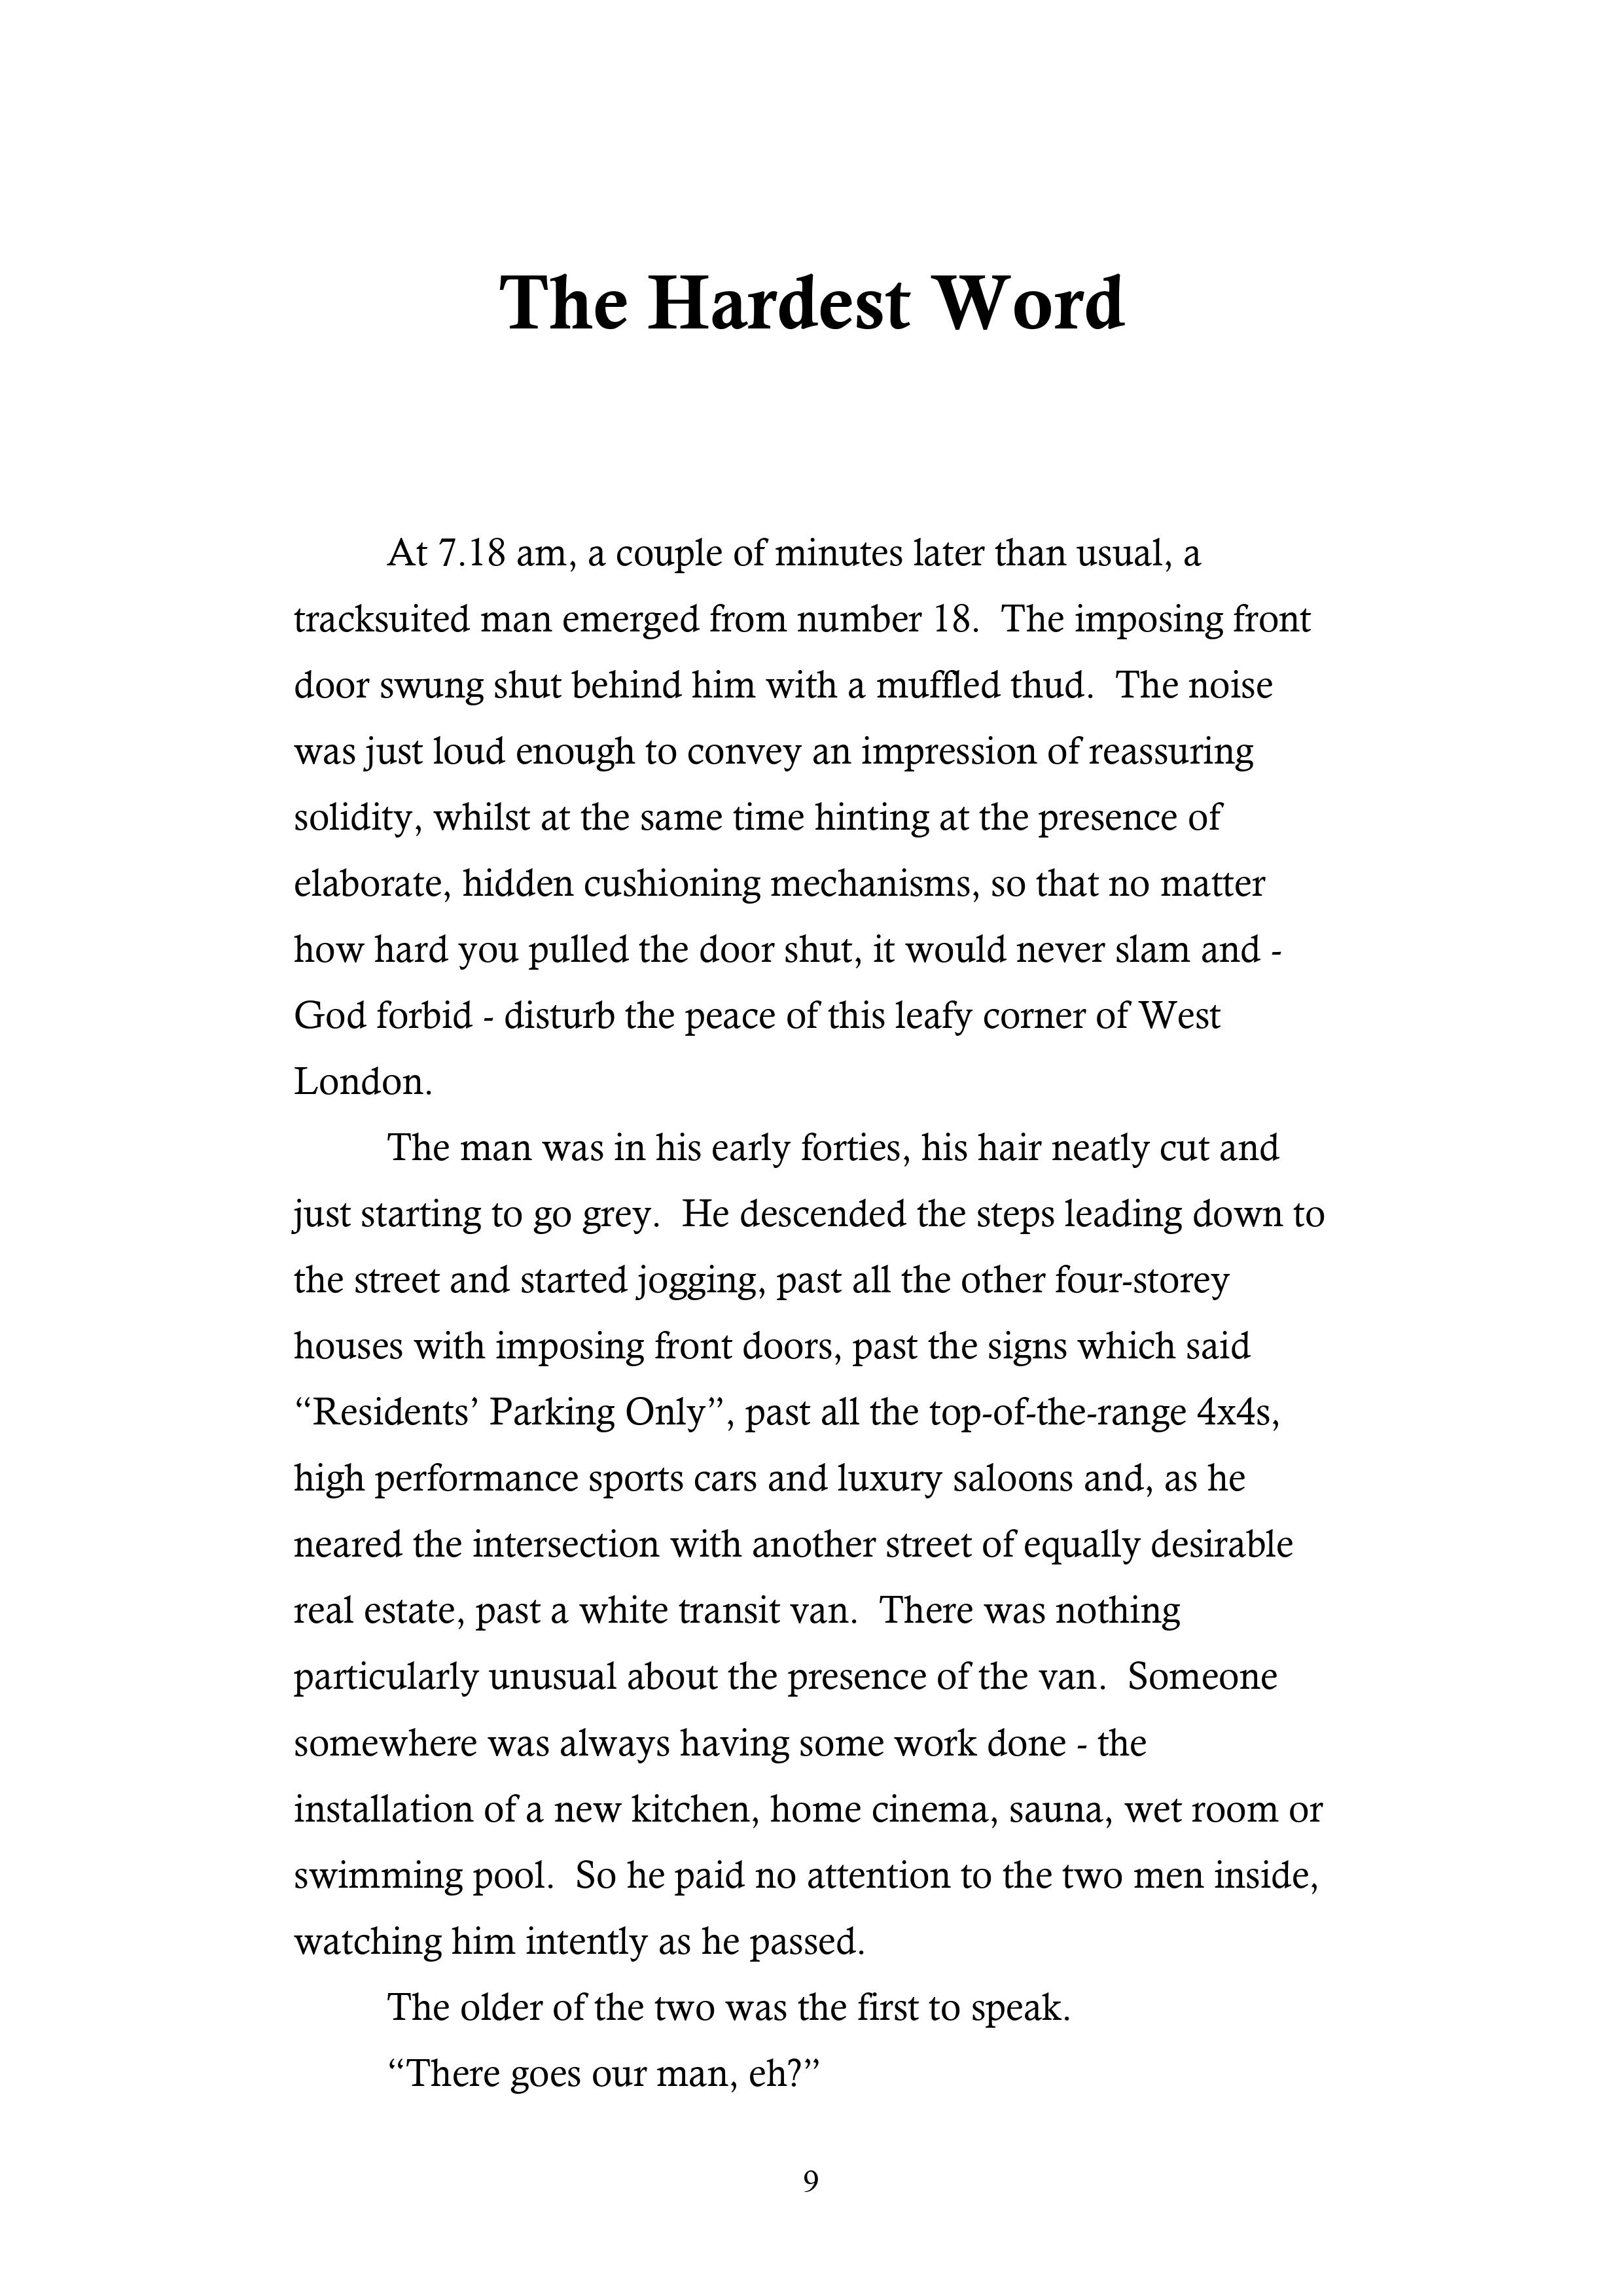 The Hardest Word
At 7.18 am, a couple of minutes later than usual, a
tracksuited man emerged from number 18.  The imposing front
door swung shut behind him with a muffled thud.  The noise
was just loud enough to convey an impression of reassuring
solidity, whilst at the same time hinting at the presence of
elaborate, hidden cushioning mechanisms, so that no matter
how hard you pulled the door shut, it would never slam and -
God forbid - disturb the peace of this leafy corner of West
London.
The man was in his early forties, his hair neatly cut and
just starting to go grey.  He descended the steps leading down to
the street and started jogging, past all the other four-storey
houses with imposing front doors, past the signs which said
“Residents’ Parking Only”, past all the top-of-the-range 4x4s,
high performance sports cars and luxury saloons and, as he
neared the intersection with another street of equally desirable
real estate, past a white transit van.  There was nothing
particularly unusual about the presence of the van.  Someone
somewhere was always having some work done - the
installation of a new kitchen, home cinema, sauna, wet room or
swimming pool.  So he paid no attention to the two men inside,
watching him intently as he passed.
The older of the two was the first to speak.
“There goes our man, eh?”
9